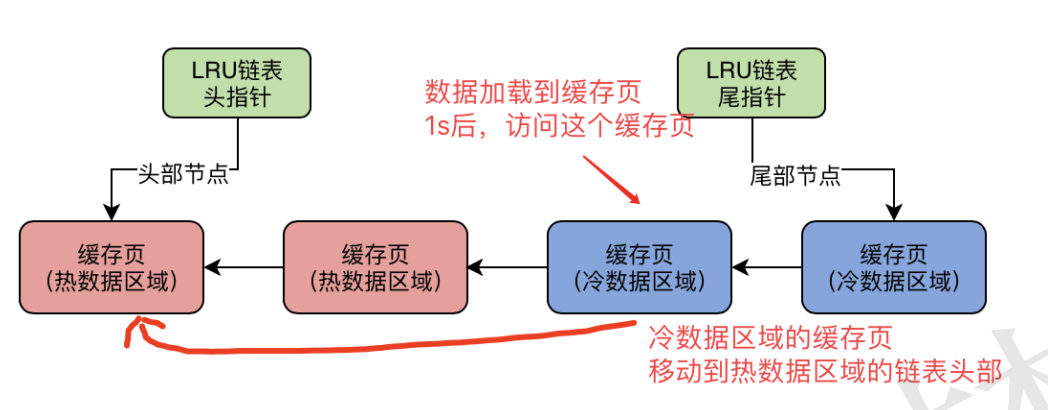 LRU链表
头指针
LRU链表
尾指针
数据加载到缓存页
1s后，访问这个缓存页
头部节点
尾部节点
缓存页
(热数据区域)
缓存页
(热数据区域)
缓存页
(冷数据区域)
缓存页
(冷数据区域)
冷数据区域的缓存页
移动到热数据区域的链表头部